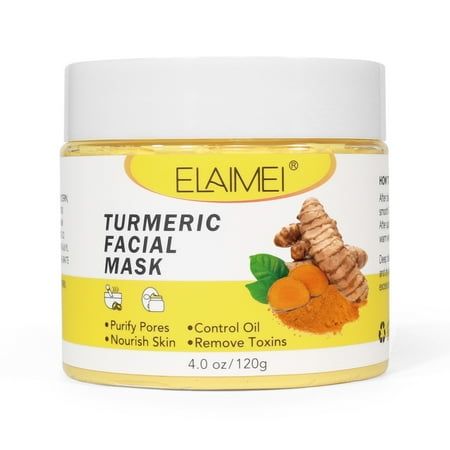 ELAIMEI®
TURMERIC
FACIAL
MASK
•Purify Pores •Control Oil
•Nourish Skin •Remove Toxins
4.0 oz/120g